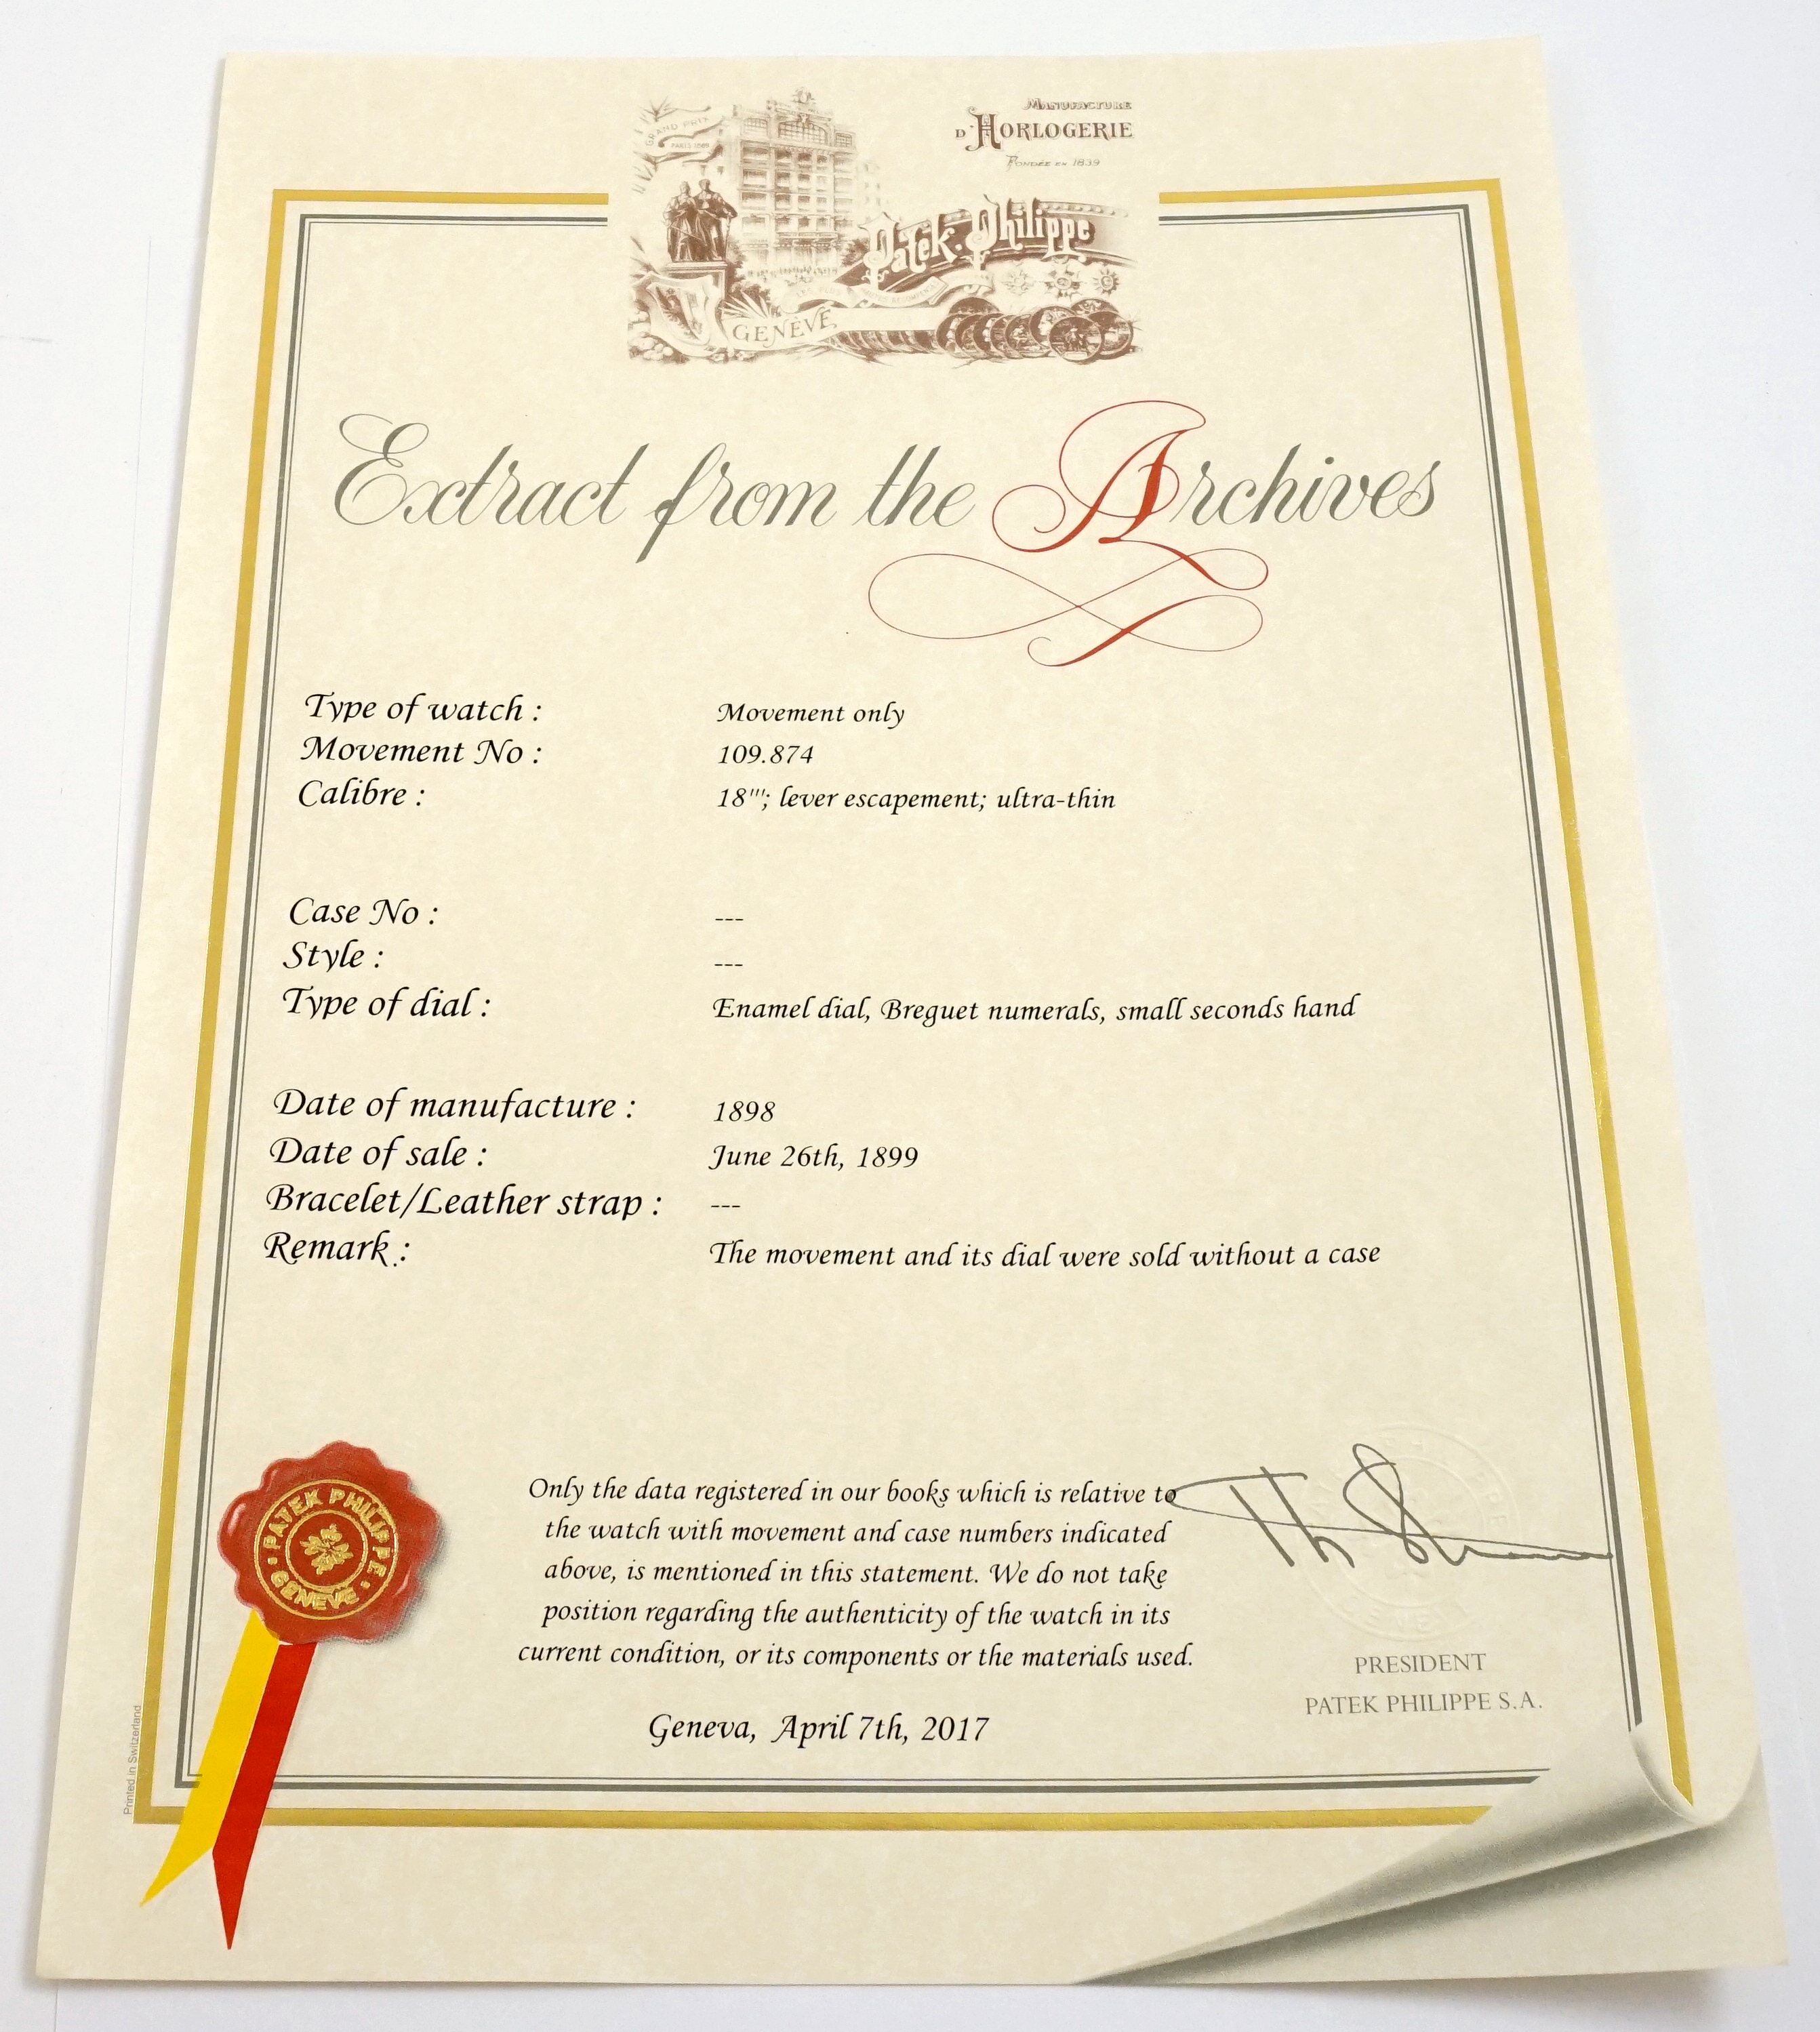 GRAND PRIX
PARIS 1889
MANUFACTURE
D'HORLOGERIE
FONDÉE EN 1839
Patek·Philippe
GENÈVE
Extract from the Archives
Type of watch : Movement only
Movement No : 109.874
Calibre : 18'''; lever escapement; ultra-thin
Case No : ---
Style : ---
Type of dial : Enamel dial, Breguet numerals, small seconds hand
Date of manufacture : 1898
Date of sale : June 26th, 1899
Bracelet/Leather strap : ---
Remark : The movement and its dial were sold without a case
Only the data registered in our books which is relative to
the watch with movement and case numbers indicated
above, is mentioned in this statement. We do not take
position regarding the authenticity of the watch in its
current condition, or its components or the materials used.
PATEK PHILIPPE
GENEVE
PRESIDENT
PATEK PHILIPPE S.A.
Geneva, April 7th, 2017
Printed in Switzerland